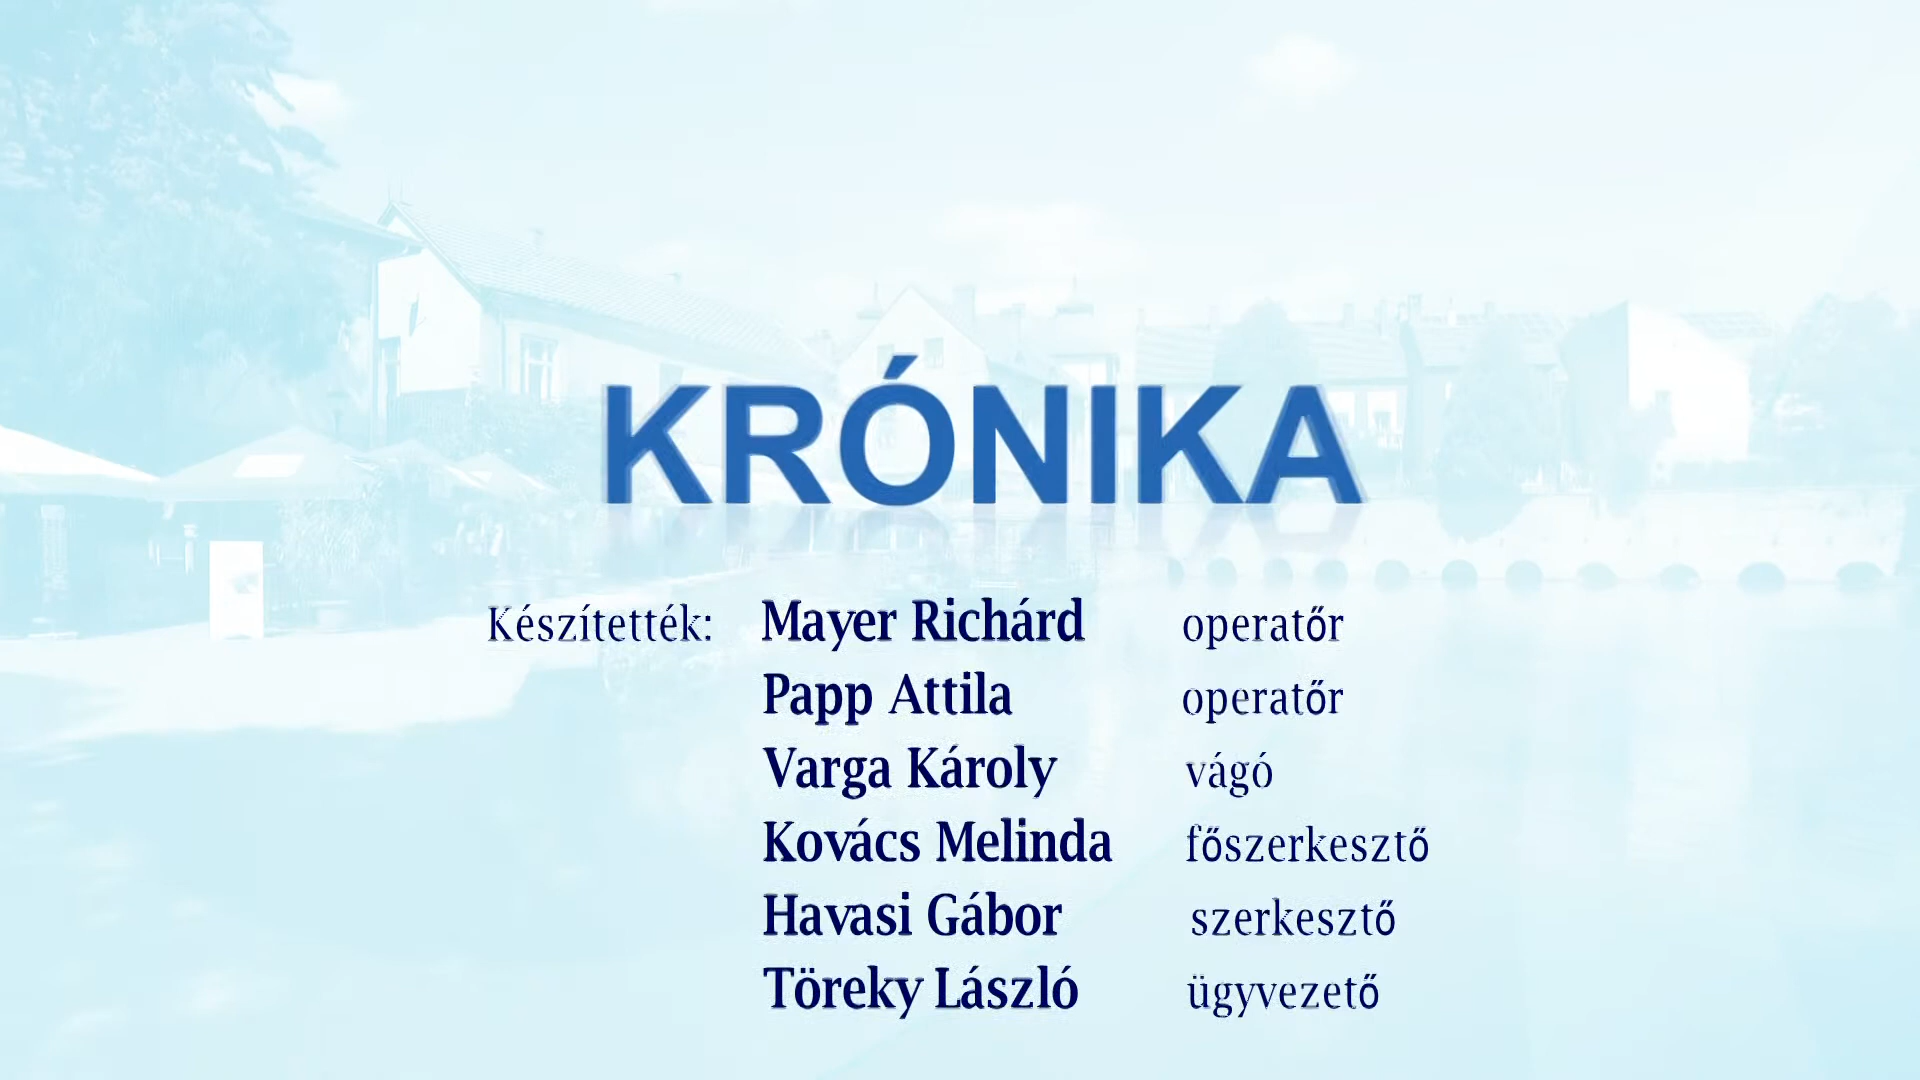 KRÓNIKA
Készítették: Mayer Richárd operatőr
Papp Attila operatőr
Varga Károly vágó
Kovács Melinda főszerkesztő
Havasi Gábor szerkesztő
Töreky László ügyvezető